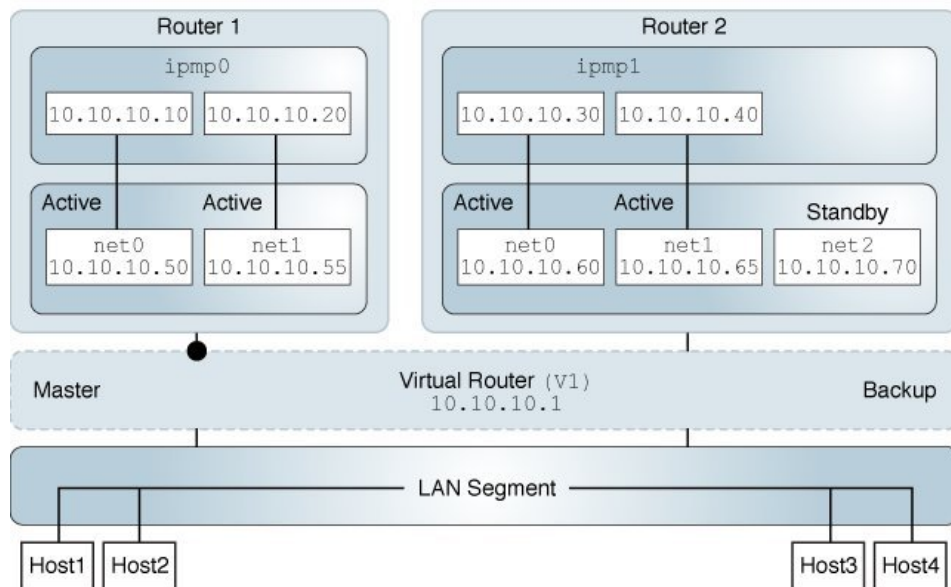 Router 1
ipmp0
10.10.10.10
10.10.10.20
Active
Active
net0
10.10.10.50
net1
10.10.10.55
Router 2
ipmp1
10.10.10.30
10.10.10.40
Active
Active
Standby
net0
10.10.10.60
net1
10.10.10.65
net2
10.10.10.70
Master
Virtual Router (V1)
10.10.10.1
Backup
LAN Segment
Host1
Host2
Host3
Host4